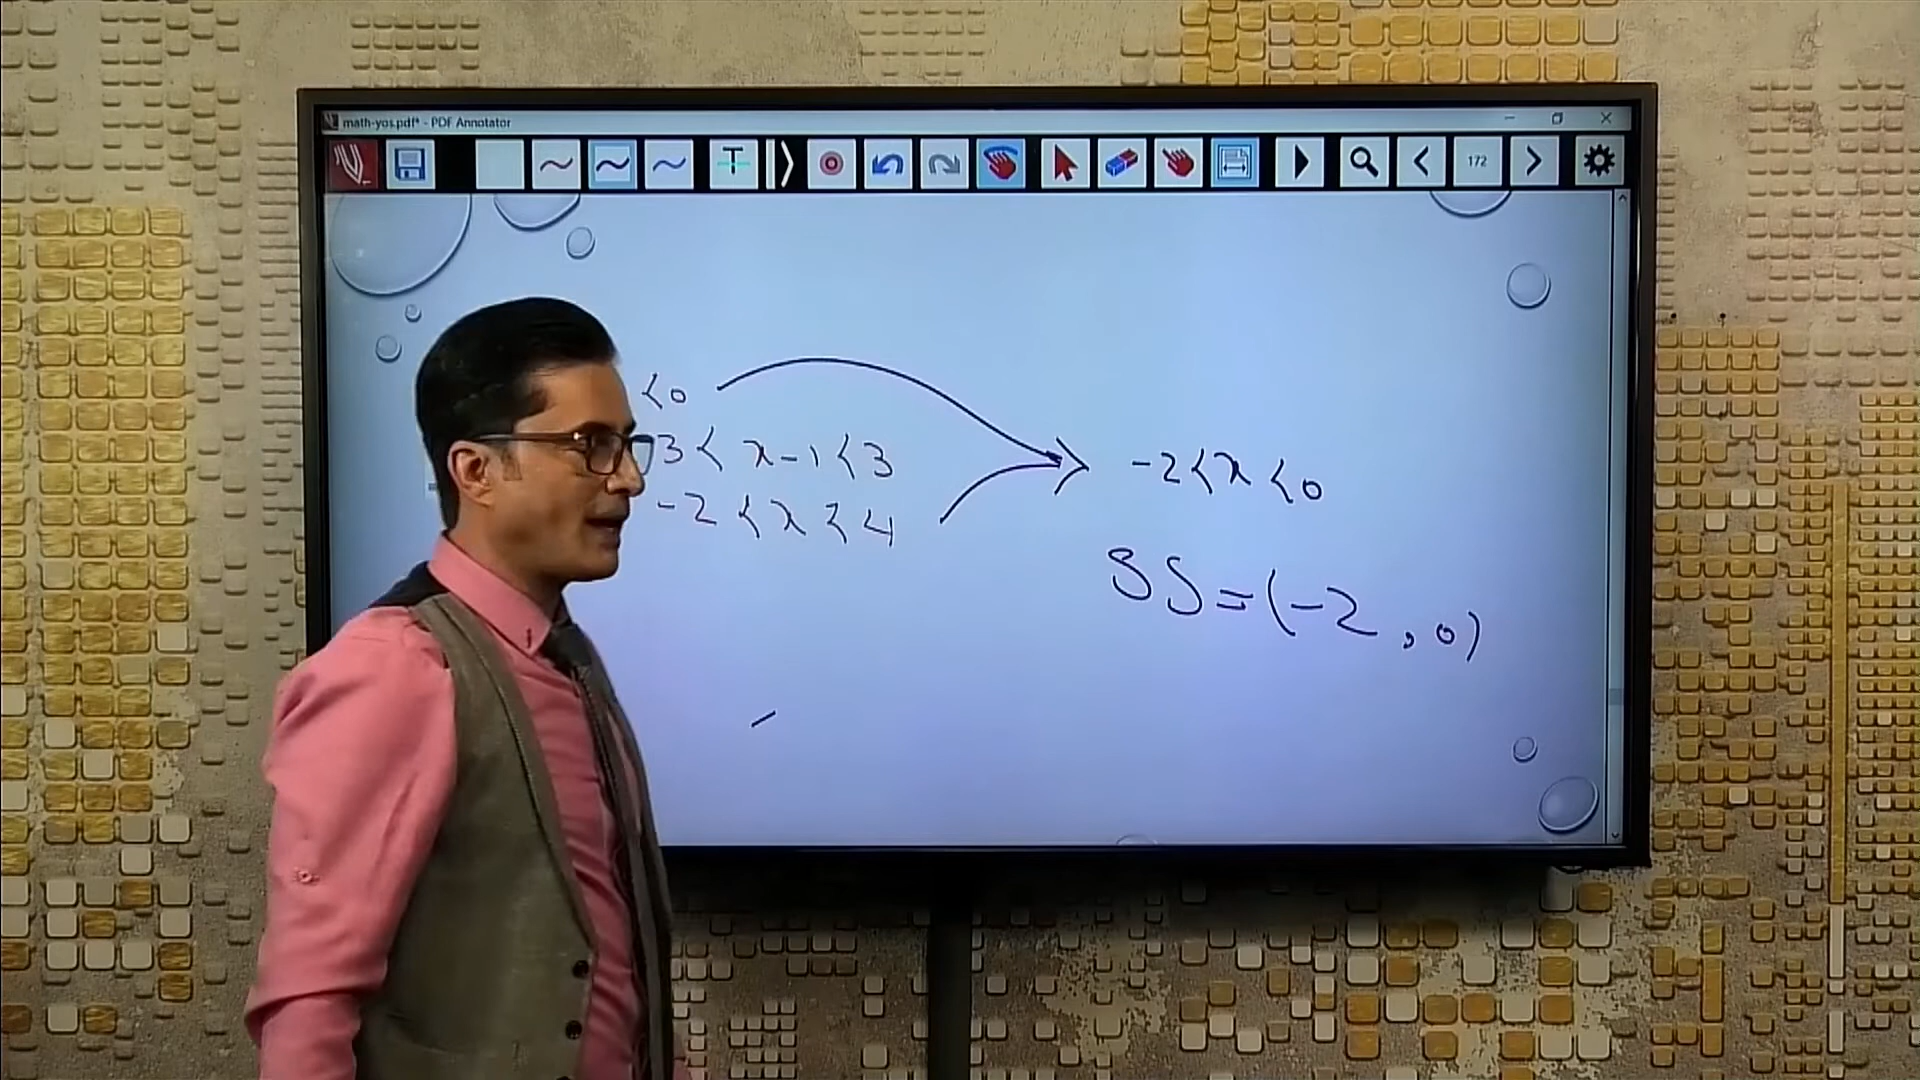 math-yos.pdf* - PDF Annotator
172
<0
3< x-1<3
-2<x<4
-2<x<0
SS=(-2,0)